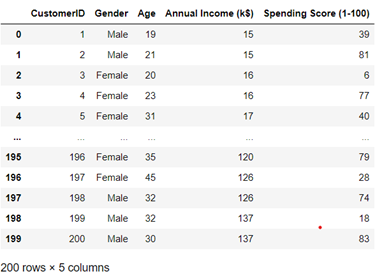 CustomerID Gender Age Annual Income (k$) Spending Score (1-100)
0 1 Male 19 15 39
1 2 Male 21 15 81
2 3 Female 20 16 6
3 4 Female 23 16 77
4 5 Female 31 17 40
... ... ... ... ... ...
195 196 Female 35 120 79
196 197 Female 45 126 28
197 198 Male 32 126 74
198 199 Male 32 137 18
199 200 Male 30 137 83
200 rows × 5 columns